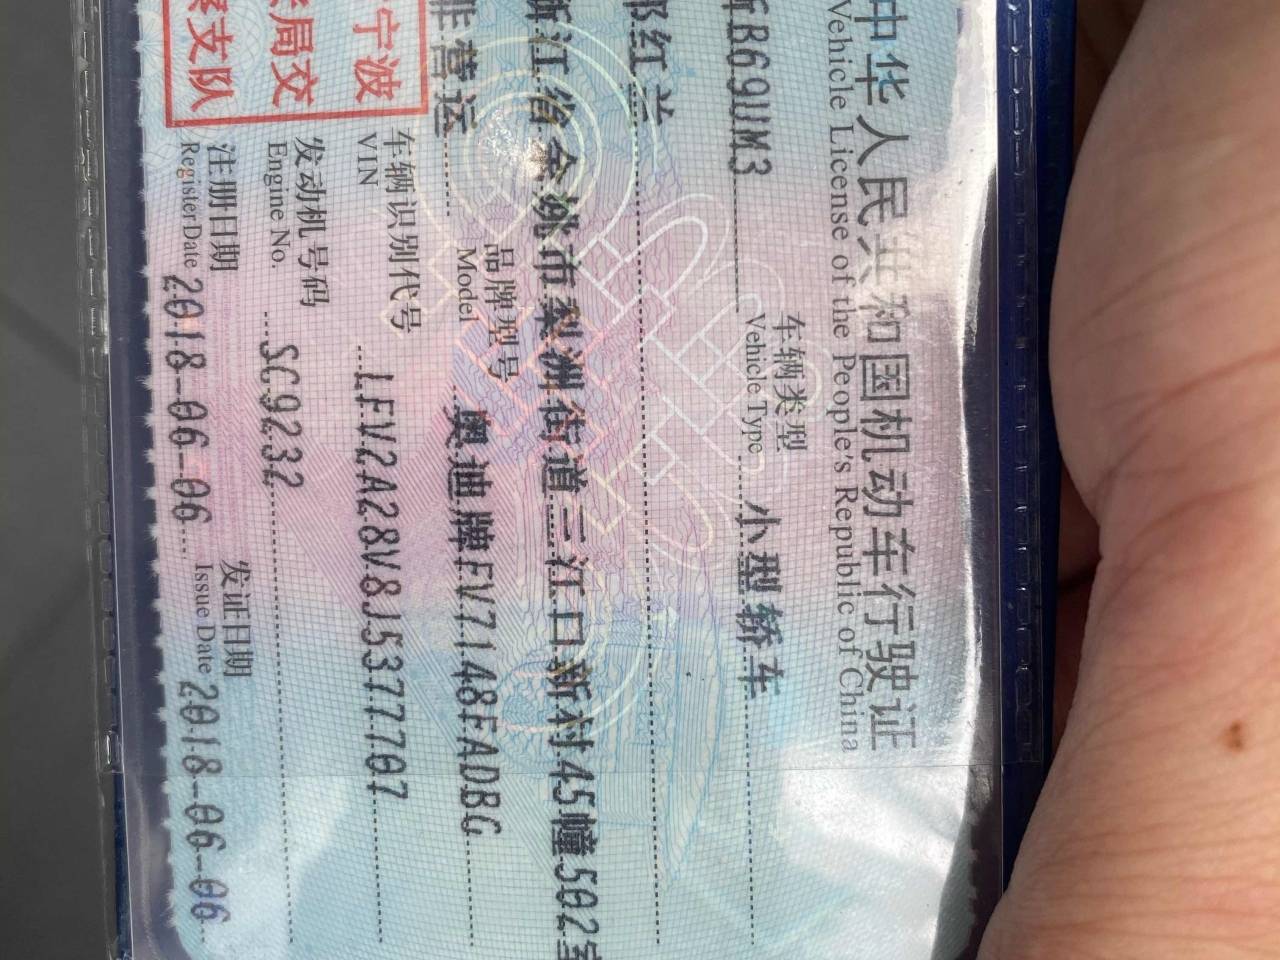 中华人民共和国机动车行驶证
Vehicle License of the People's Republic of China
B69UM3 车辆类型 小型轿车
Vehicle Type
红兰
浙江省余姚市梨洲街道三江口新村45幢502室
非营运 品牌型号 奥迪牌FV7148FADBG
Model
宁波
局交
支队
车辆识别代号 LFV2A28V8J5377707
VIN
发动机号码 SC9232
Engine No.
注册日期 2018-06-06 发证日期 2018-06-06
Register Date Issue Date